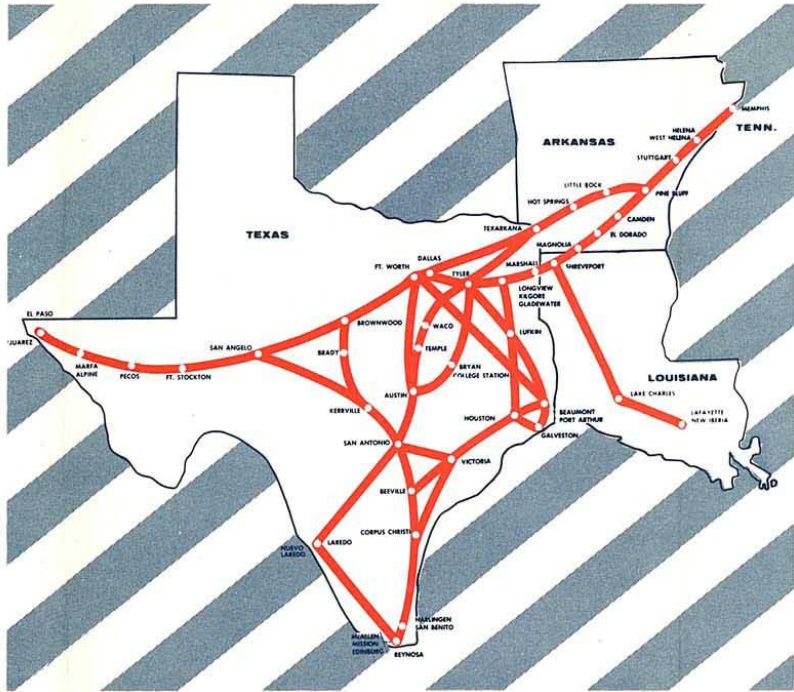 MEMPHIS
TENN.
HELENA
WEST HELENA
ARKANSAS
STUTTGART
LITTLE ROCK
PINE BLUFF
HOT SPRINGS
CAMDEN
TEXARKANA
EL DORADO
TEXAS
MAGNOLIA
DALLAS
MARSHALL
SHREVEPORT
FT. WORTH
TYLER
LONGVIEW
KILGORE
GLADEWATER
EL PASO
BROWNWOOD
WACO
LUFKIN
JUAREZ
SAN ANGELO
BRADY
TEMPLE
MARFA
ALPINE
PECOS
FT. STOCKTON
BRYAN
COLLEGE STATION
LOUISIANA
AUSTIN
LAKE CHARLES
KERRVILLE
HOUSTON
BEAUMONT
PORT ARTHUR
LAFAYETTE
NEW IBERIA
GALVESTON
SAN ANTONIO
VICTORIA
BEEVILLE
CORPUS CHRISTI
LAREDO
NUEVO
LAREDO
HARLINGEN
SAN BENITO
McALLEN
MISSION
EDINBURG
REYNOSA